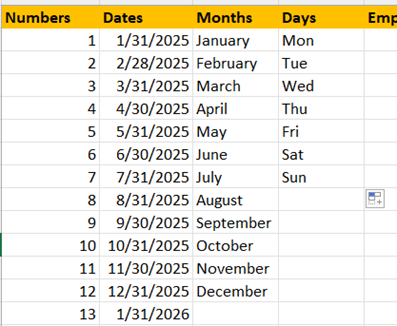 Numbers Dates Months Days Emp
1 1/31/2025 January Mon
2 2/28/2025 February Tue
3 3/31/2025 March Wed
4 4/30/2025 April Thu
5 5/31/2025 May Fri
6 6/30/2025 June Sat
7 7/31/2025 July Sun
8 8/31/2025 August
9 9/30/2025 September
10 10/31/2025 October
11 11/30/2025 November
12 12/31/2025 December
13 1/31/2026